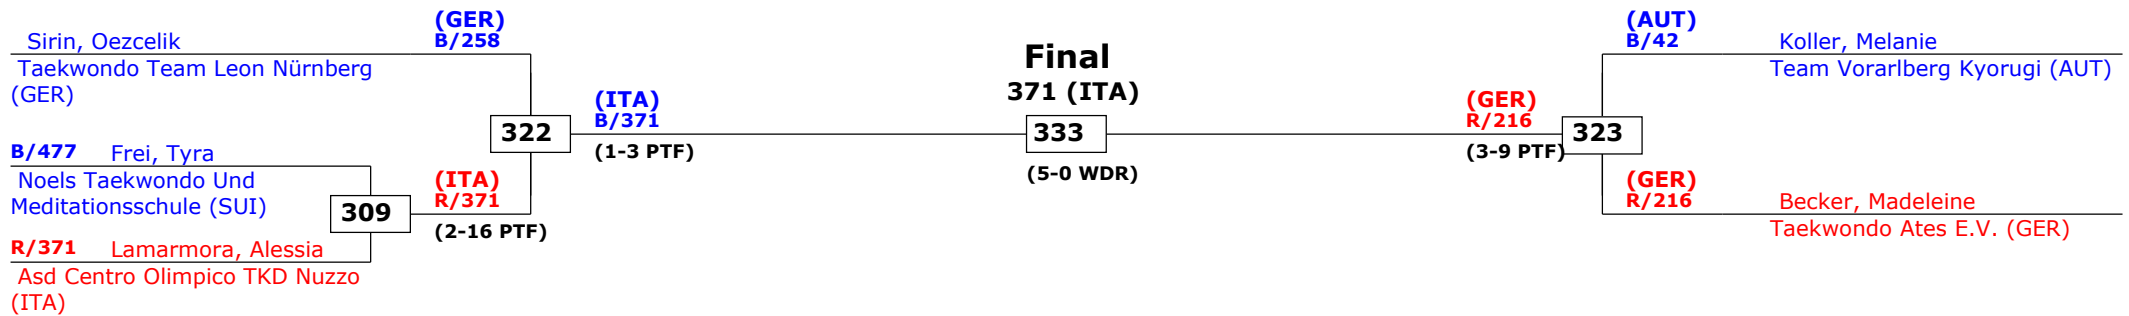 (GER)
B/258
Sirin, Oezcelik
Taekwondo Team Leon Nürnberg
(GER)
B/477 Frei, Tyra
Noels Taekwondo Und
Meditationsschule (SUI)
309
R/371 Lamarmora, Alessia
Asd Centro Olimpico TKD Nuzzo
(ITA)
322
(ITA)
R/371
(2-16 PTF)
(ITA)
B/371
(1-3 PTF)
Final
371 (ITA)
333
(5-0 WDR)
(GER)
R/216
(3-9 PTF)
323
(AUT)
B/42
Koller, Melanie
Team Vorarlberg Kyorugi (AUT)
(GER)
R/216
Becker, Madeleine
Taekwondo Ates E.V. (GER)